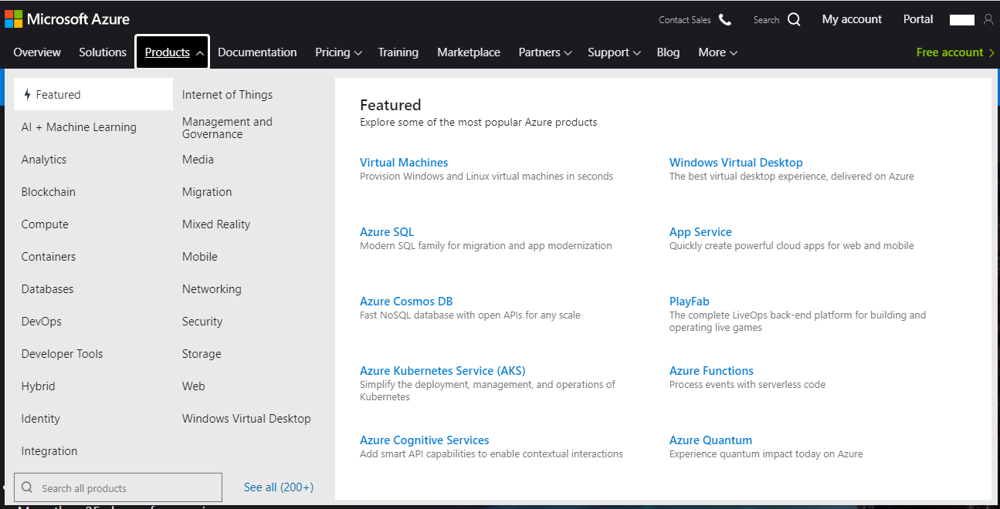 Microsoft Azure
Contact Sales
Search
My account
Portal
Overview
Solutions
Products
Documentation
Pricing
Training
Marketplace
Partners
Support
Blog
More
Free account
Featured
AI + Machine Learning
Analytics
Blockchain
Compute
Containers
Databases
DevOps
Developer Tools
Hybrid
Identity
Integration
Internet of Things
Management and
Governance
Media
Migration
Mixed Reality
Mobile
Networking
Security
Storage
Web
Windows Virtual Desktop
Search all products
See all (200+)
Featured
Explore some of the most popular Azure products
Virtual Machines
Provision Windows and Linux virtual machines in seconds
Windows Virtual Desktop
The best virtual desktop experience, delivered on Azure
Azure SQL
Modern SQL family for migration and app modernization
App Service
Quickly create powerful cloud apps for web and mobile
Azure Cosmos DB
Fast NoSQL database with open APIs for any scale
PlayFab
The complete LiveOps back-end platform for building and
operating live games
Azure Kubernetes Service (AKS)
Simplify the deployment, management, and operations of
Kubernetes
Azure Functions
Process events with serverless code
Azure Cognitive Services
Add smart API capabilities to enable contextual interactions
Azure Quantum
Experience quantum impact today on Azure